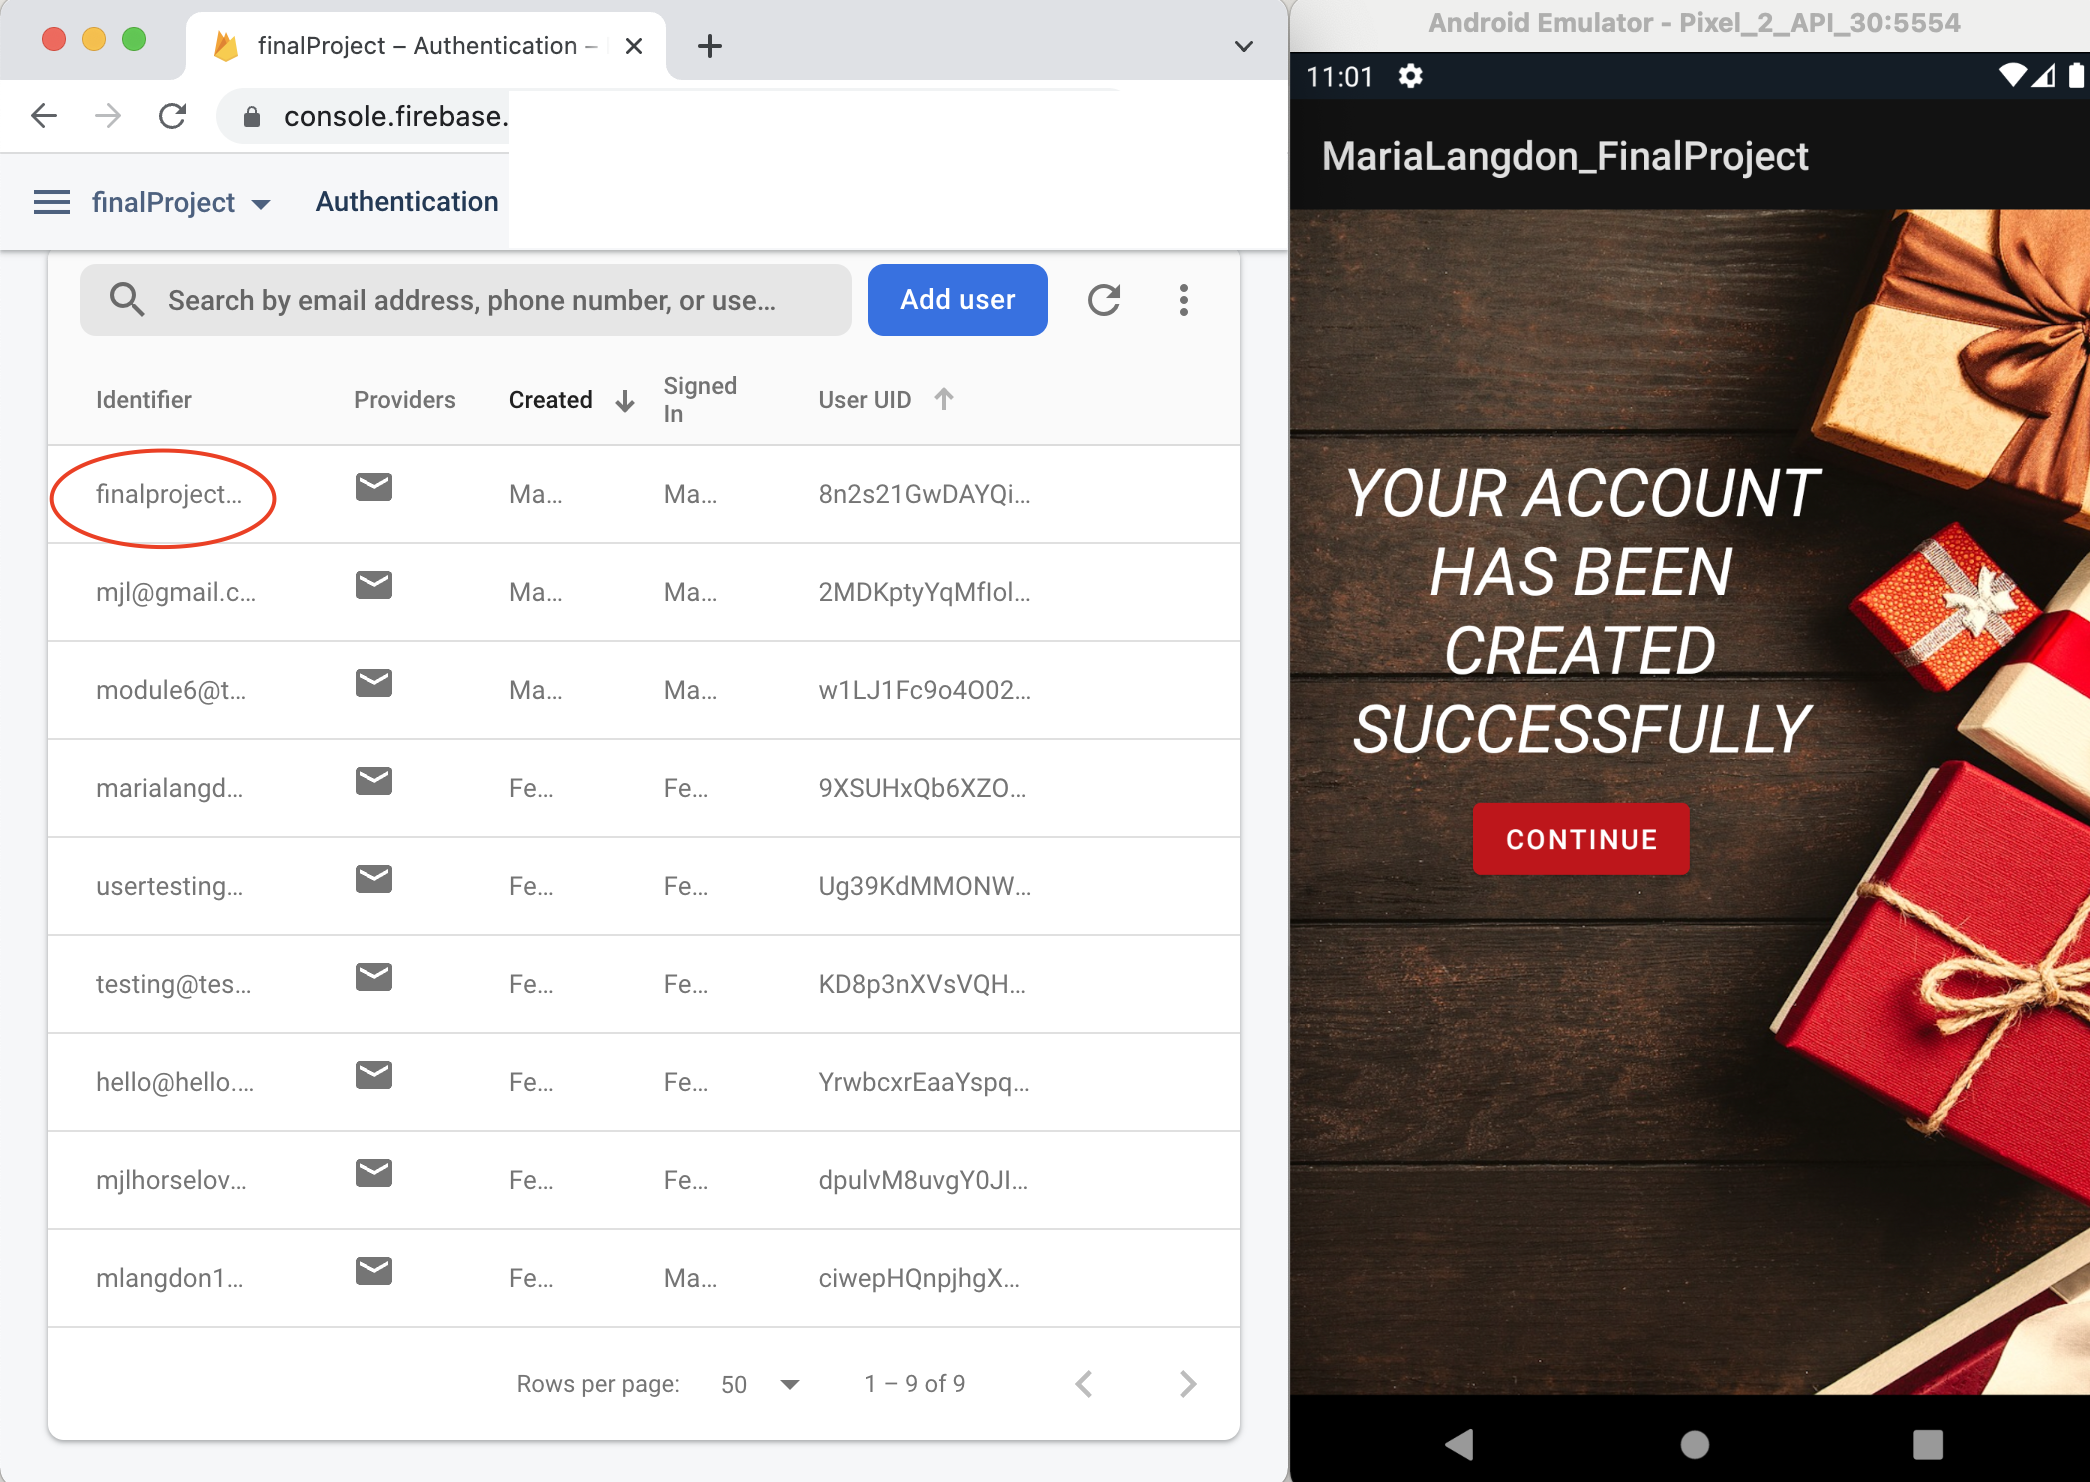 finalProject – Authentication –
console.firebase.
finalProject
Authentication
Search by email address, phone number, or use...
Add user
Identifier Providers Created Signed In User UID
finalproject... Ma... Ma... 8n2s21GwDAYQi...
mjl@gmail.c... Ma... Ma... 2MDKptyYqMfIol...
module6@t... Ma... Ma... w1LJ1Fc9o4O02...
marialangd... Fe... Fe... 9XSUHxQb6XZO...
usertesting... Fe... Fe... Ug39KdMMONW...
testing@tes... Fe... Fe... KD8p3nXVsVQH...
hello@hello.... Fe... Fe... YrwbcxrEaaYspq...
mjlhorselov... Fe... Fe... dpulvM8uvgY0JI...
mlangdon1... Fe... Ma... ciwepHQnpjhgX...
Rows per page: 50 1 – 9 of 9
Android Emulator - Pixel_2_API_30:5554
11:01
MariaLangdon_FinalProject
YOUR ACCOUNT
HAS BEEN
CREATED
SUCCESSFULLY
CONTINUE